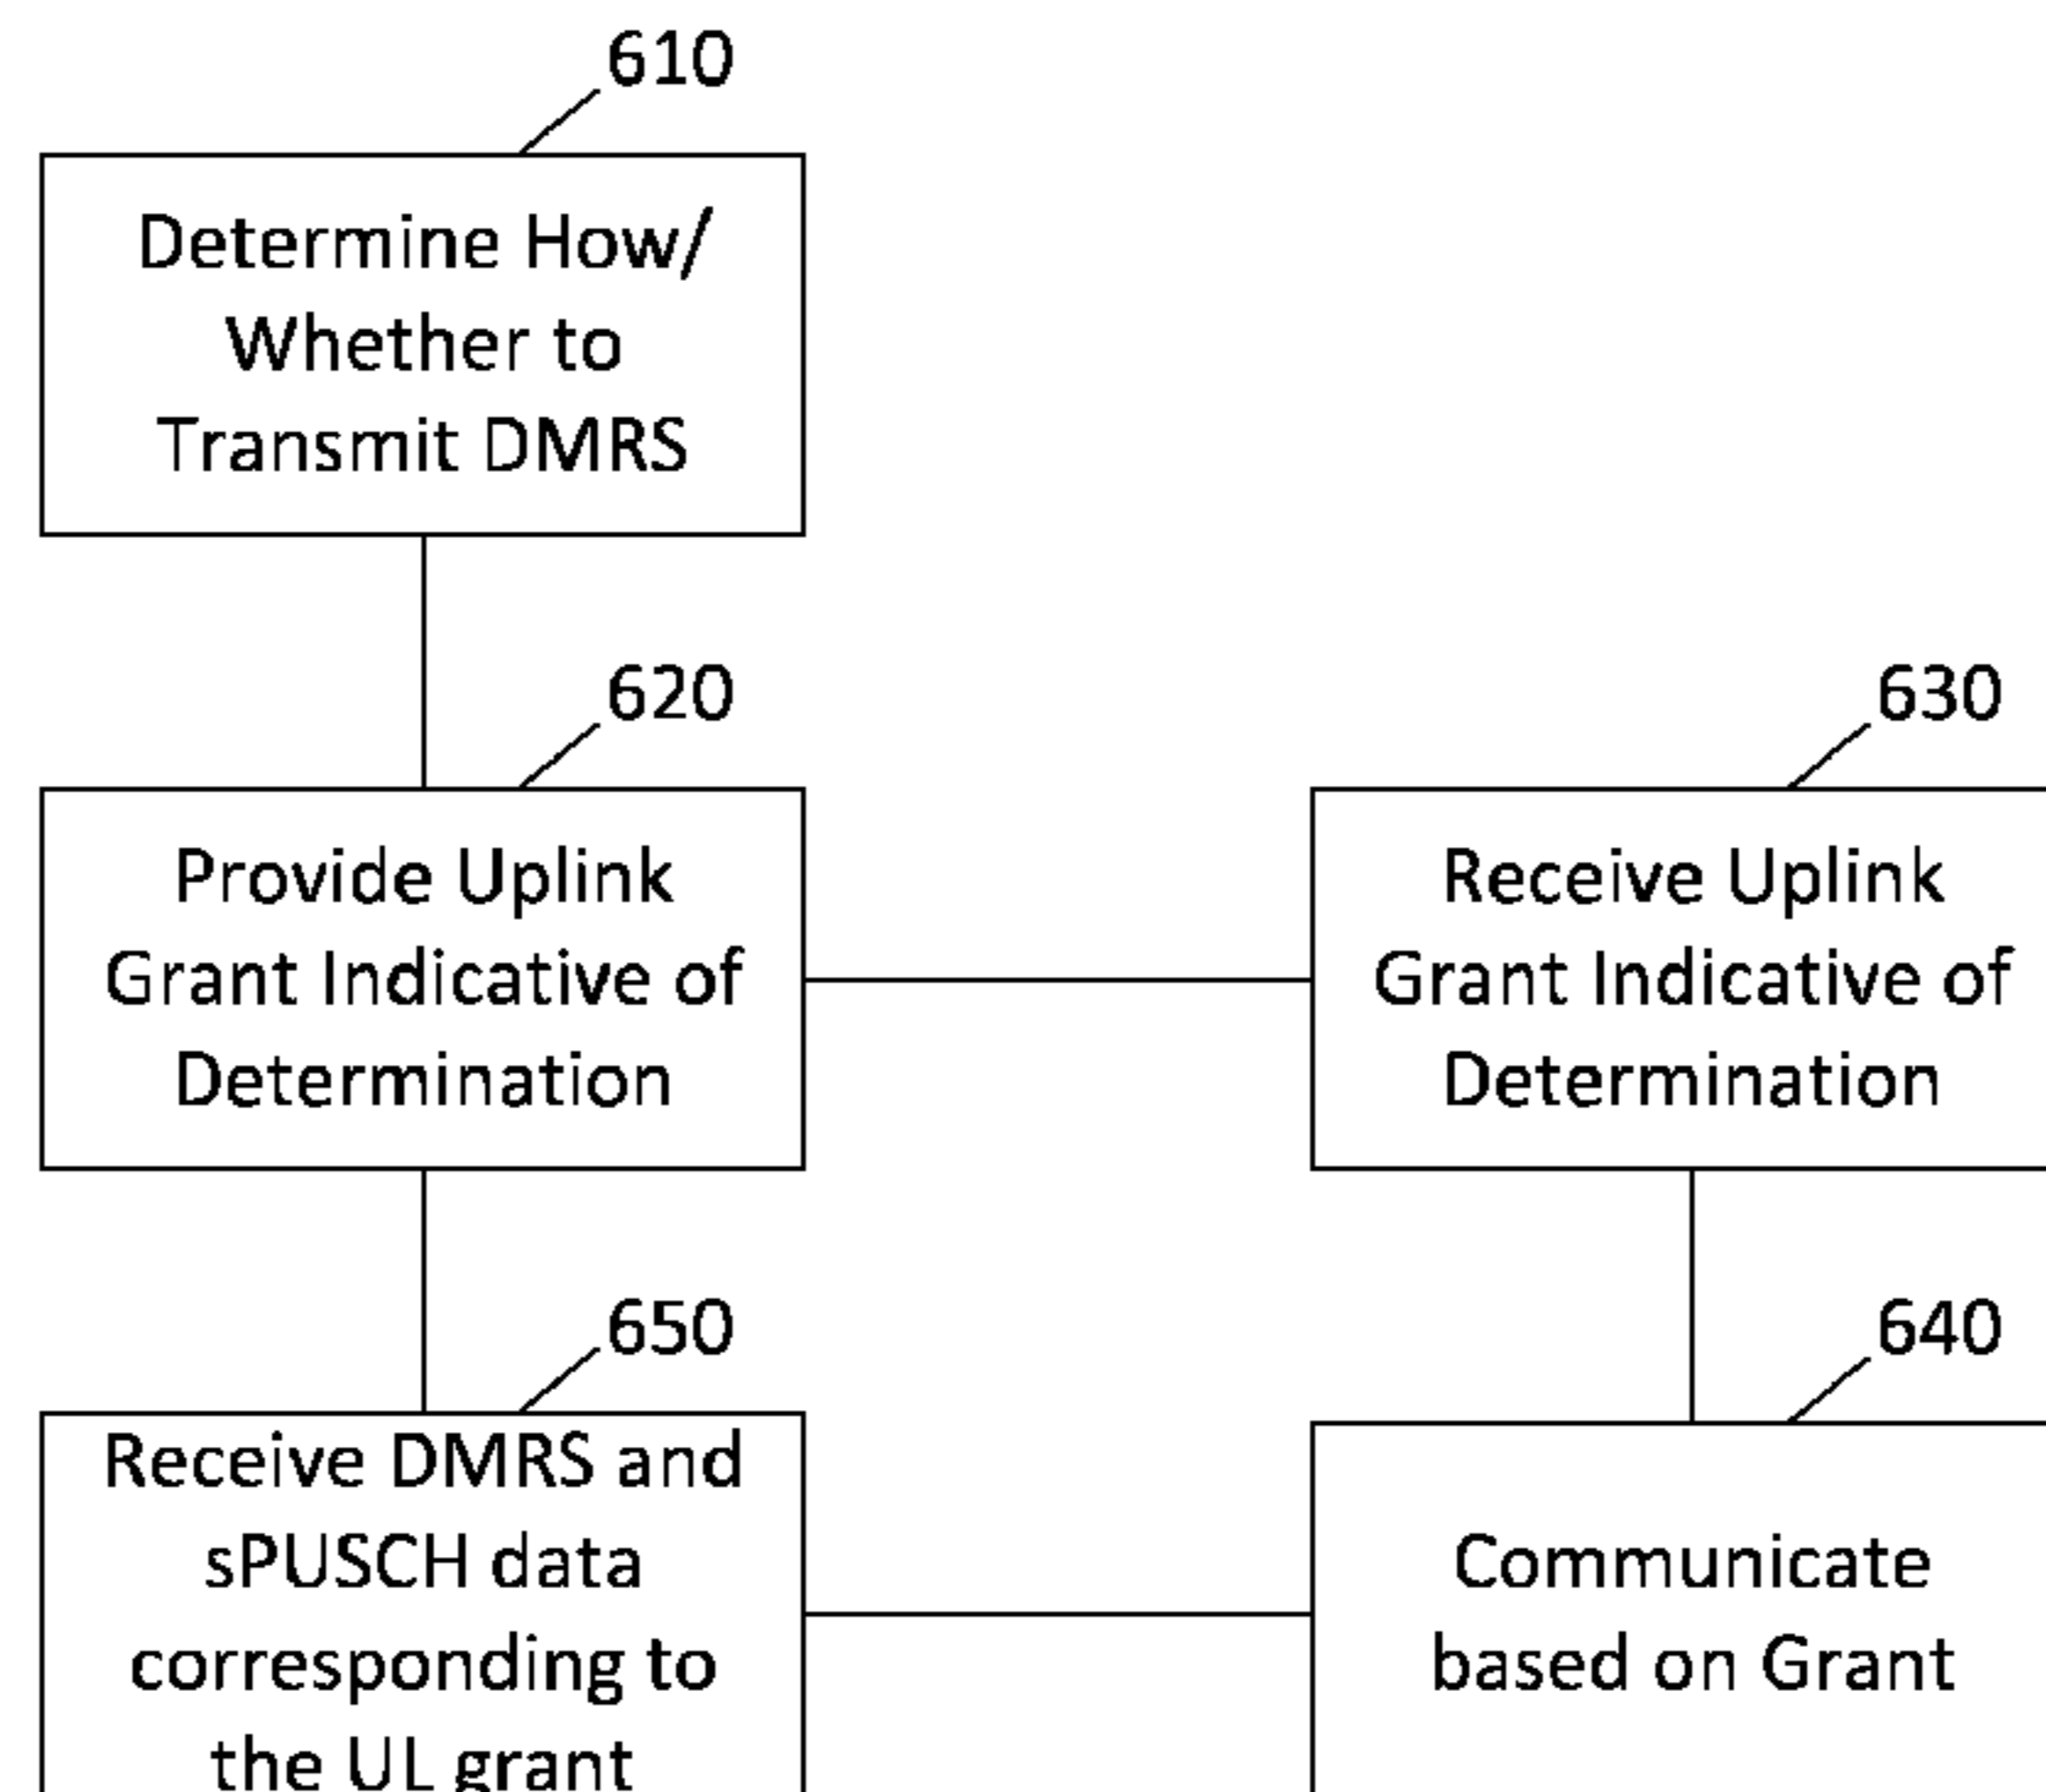 610
Determine How/
Whether to
Transmit DMRS
620
Provide Uplink
Grant Indicative of
Determination
630
Receive Uplink
Grant Indicative of
Determination
650
Receive DMRS and
sPUSCH data
corresponding to
the UL grant
640
Communicate
based on Grant